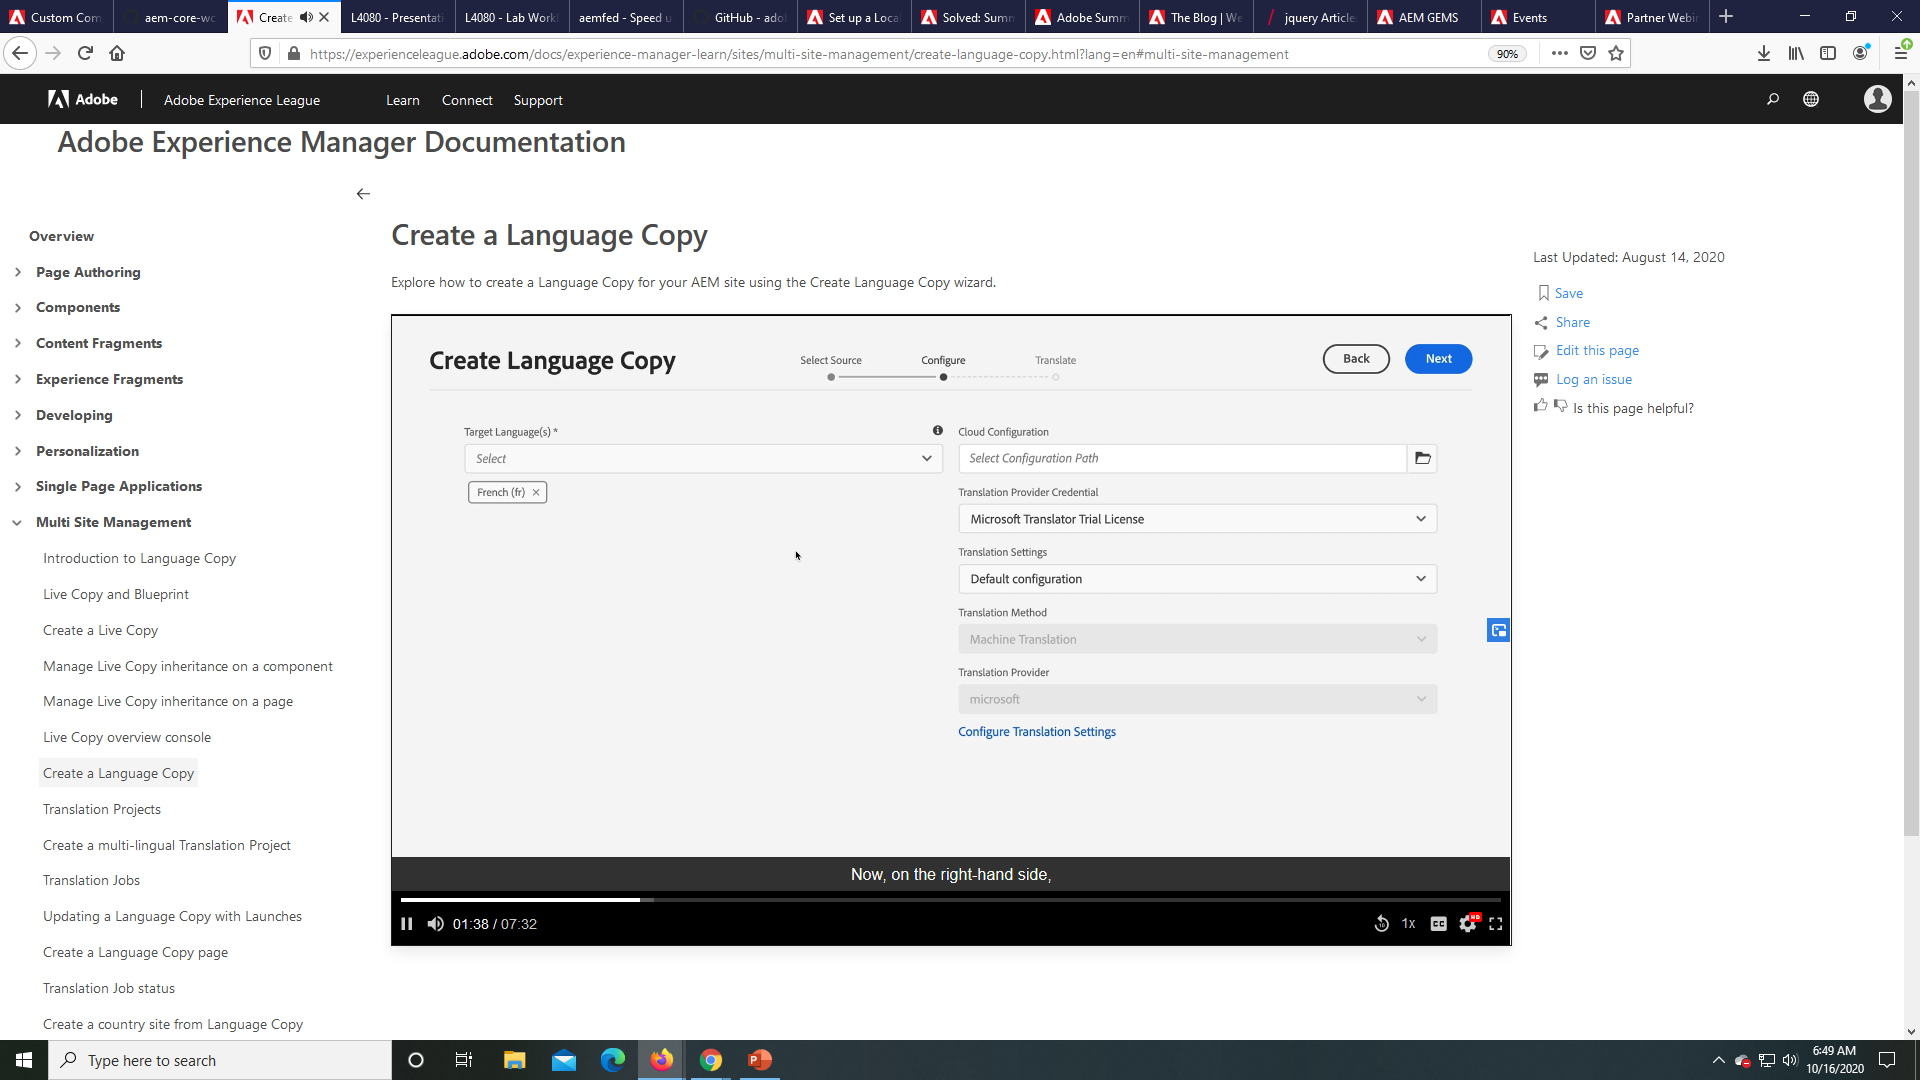 Custom Com
aem-core-wc
Create
L4080 - Presentati
L4080 - Lab Work
aemfed - Speed u
GitHub - ado
Set up a Loca
Solved: Sum
Adobe Summ
The Blog | We
jquery Article
AEM GEMS
Events
Partner Webin
https://experienceleague.adobe.com/docs/experience-manager-learn/sites/multi-site-management/create-language-copy.html?lang=en#multi-site-management
90%
Adobe
Adobe Experience League
Learn
Connect
Support
Adobe Experience Manager Documentation
Overview
Page Authoring
Components
Content Fragments
Experience Fragments
Developing
Personalization
Single Page Applications
Multi Site Management
Introduction to Language Copy
Live Copy and Blueprint
Create a Live Copy
Manage Live Copy inheritance on a component
Manage Live Copy inheritance on a page
Live Copy overview console
Create a Language Copy
Translation Projects
Create a multi-lingual Translation Project
Translation Jobs
Updating a Language Copy with Launches
Create a Language Copy page
Translation Job status
Create a country site from Language Copy
Create a Language Copy
Explore how to create a Language Copy for your AEM site using the Create Language Copy wizard.
Create Language Copy
Select Source
Configure
Translate
Back
Next
Target Language(s) *
Select
French (fr)
Cloud Configuration
Select Configuration Path
Translation Provider Credential
Microsoft Translator Trial License
Translation Settings
Default configuration
Translation Method
Machine Translation
Translation Provider
microsoft
Configure Translation Settings
Now, on the right-hand side,
01:38 / 07:32
10
1x
CC
HD
Last Updated: August 14, 2020
Save
Share
Edit this page
Log an issue
Is this page helpful?
Type here to search
6:49 AM
10/16/2020